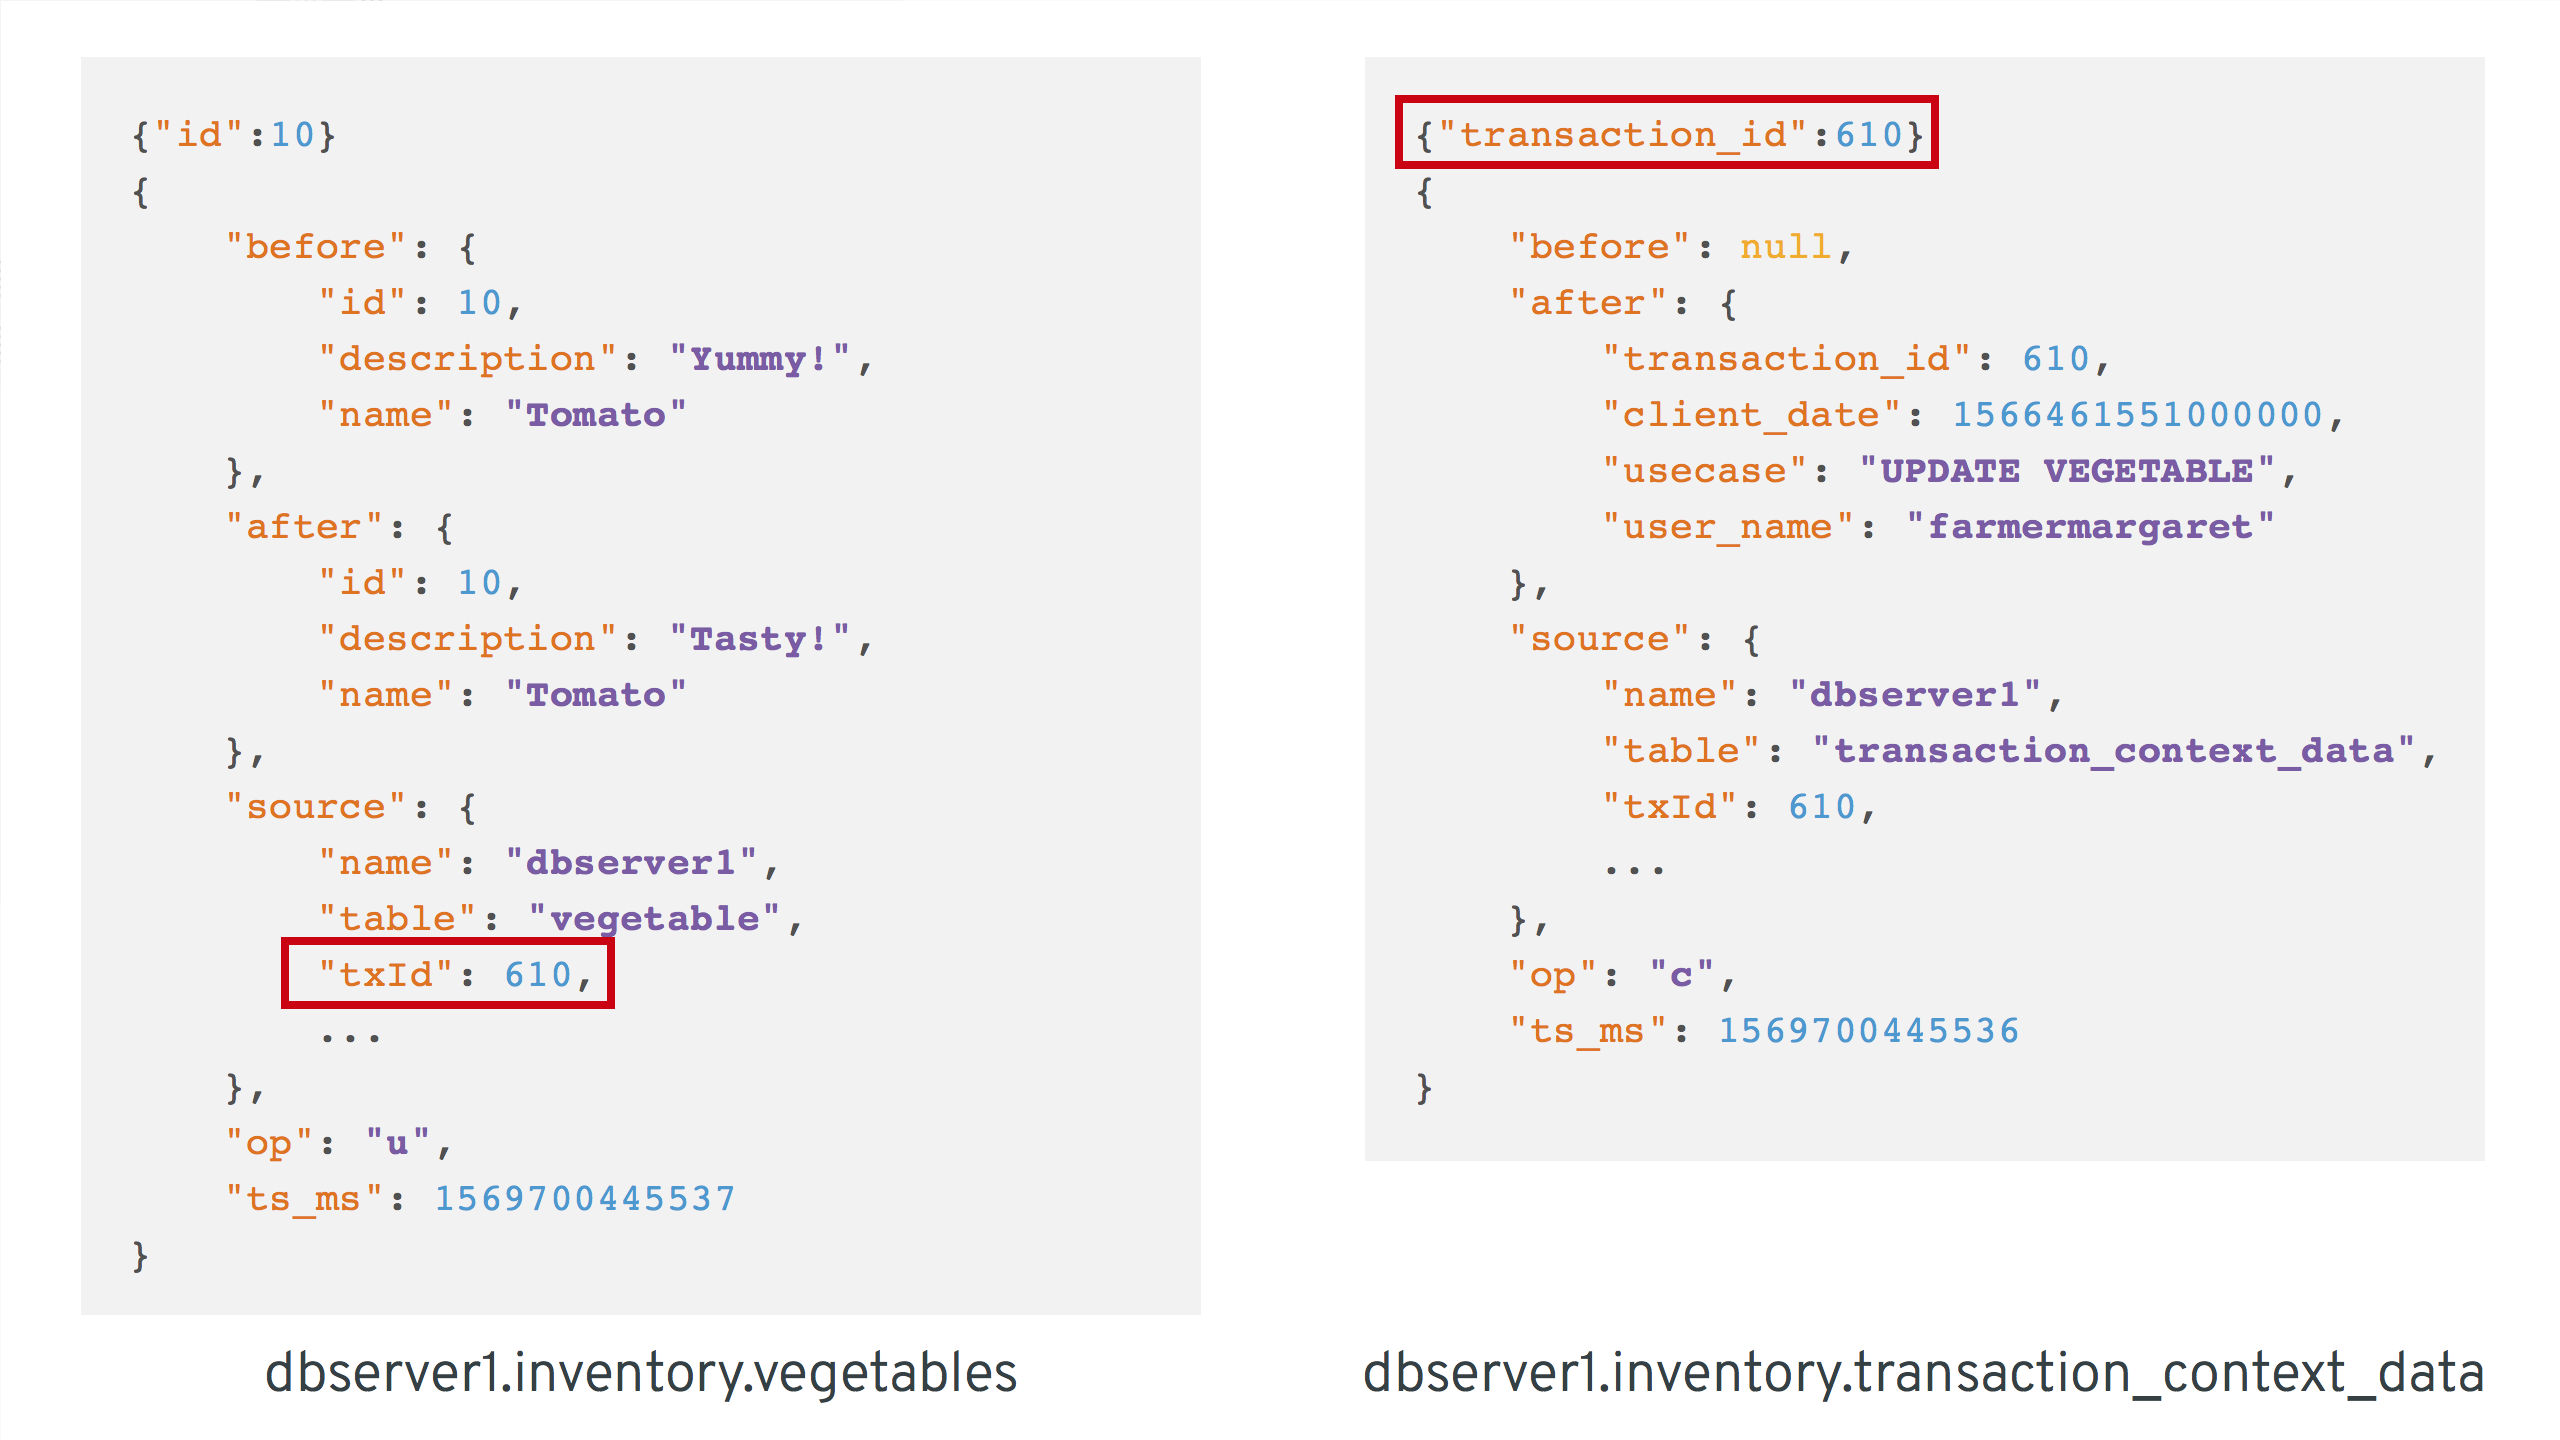 {"id":10}
{
"before": {
"id": 10,
"description": "Yummy!",
"name": "Tomato"
},
"after": {
"id": 10,
"description": "Tasty!",
"name": "Tomato"
},
"source": {
"name": "dbserver1",
"table": "vegetable",
"txId": 610,
...
},
"op": "u",
"ts_ms": 1569700445537
}
dbserver1.inventory.vegetables
{"transaction_id":610}
{
"before": null,
"after": {
"transaction_id": 610,
"client_date": 1566461551000000,
"usecase": "UPDATE VEGETABLE",
"user_name": "farmermargaret"
},
"source": {
"name": "dbserver1",
"table": "transaction_context_data",
"txId": 610,
...
},
"op": "c",
"ts_ms": 1569700445536
}
dbserver1.inventory.transaction_context_data